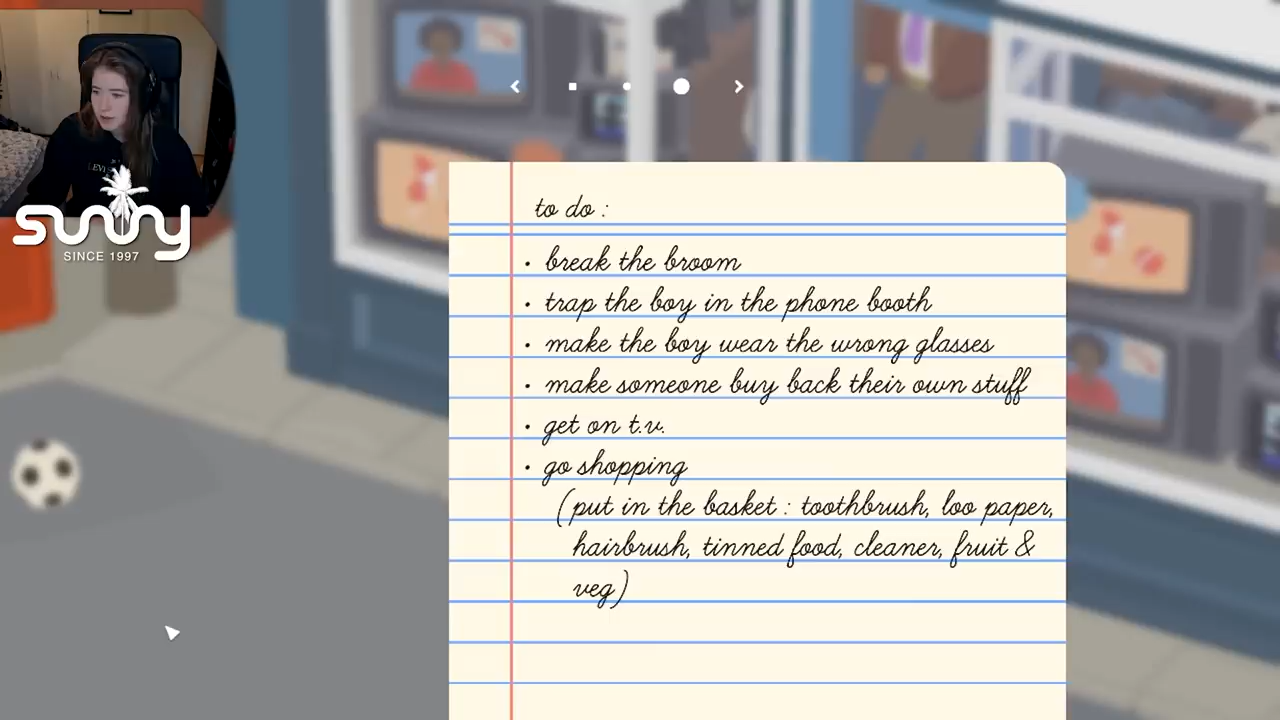 to do :
• break the broom
• trap the boy in the phone booth
• make the boy wear the wrong glasses
• make someone buy back their own stuff
• get on t.v.
• go shopping
(put in the basket : toothbrush, loo paper,
hairbrush, tinned food, cleaner, fruit &
veg)
sunny
SINCE 1997